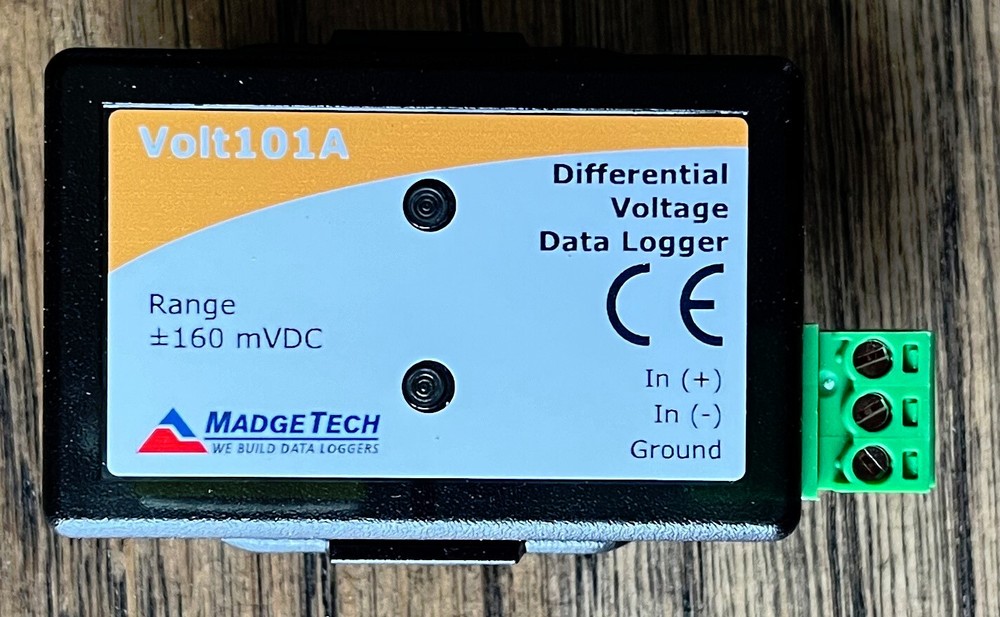 Volt101A
Differential
Voltage
Data Logger
CE
Range
±160 mVDC
In (+)
In (-)
Ground
MADGETECH
WE BUILD DATA LOGGERS